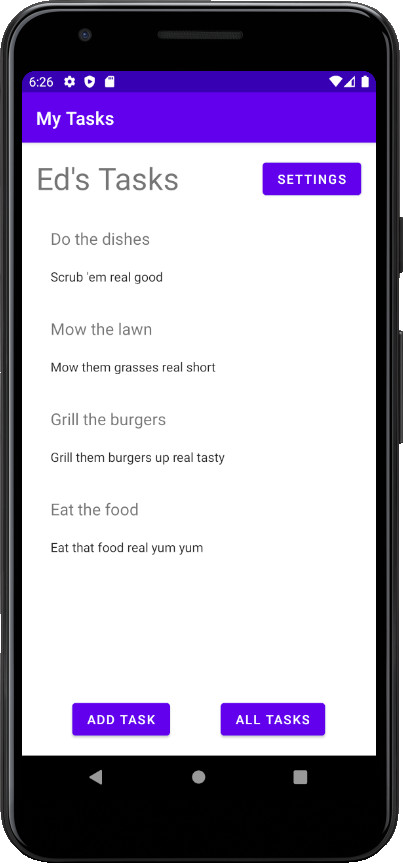 6:26
My Tasks
Ed's Tasks
SETTINGS
Do the dishes
Scrub 'em real good
Mow the lawn
Mow them grasses real short
Grill the burgers
Grill them burgers up real tasty
Eat the food
Eat that food real yum yum
ADD TASK
ALL TASKS